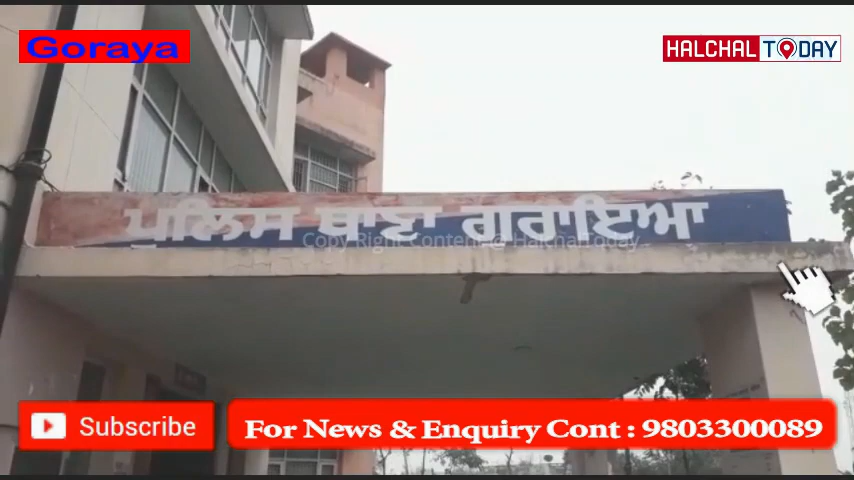 Goraya
HALCHAL TODAY
ਪੁਲਿਸ ਥਾਣਾ ਗੁਰਾਇਆ
Copy Right Content@ HalchalToday
Subscribe
For News & Enquiry Cont : 9803300089